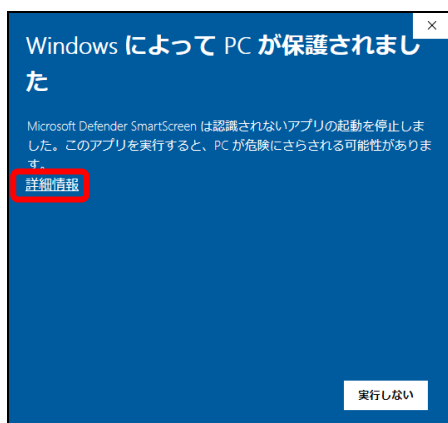 Windows によって PC が保護されまし
た
Microsoft Defender SmartScreen は認識されないアプリの起動を停止しま
した。このアプリを実行すると、PC が危険にさらされる可能性がありま
す。
詳細情報
実行しない